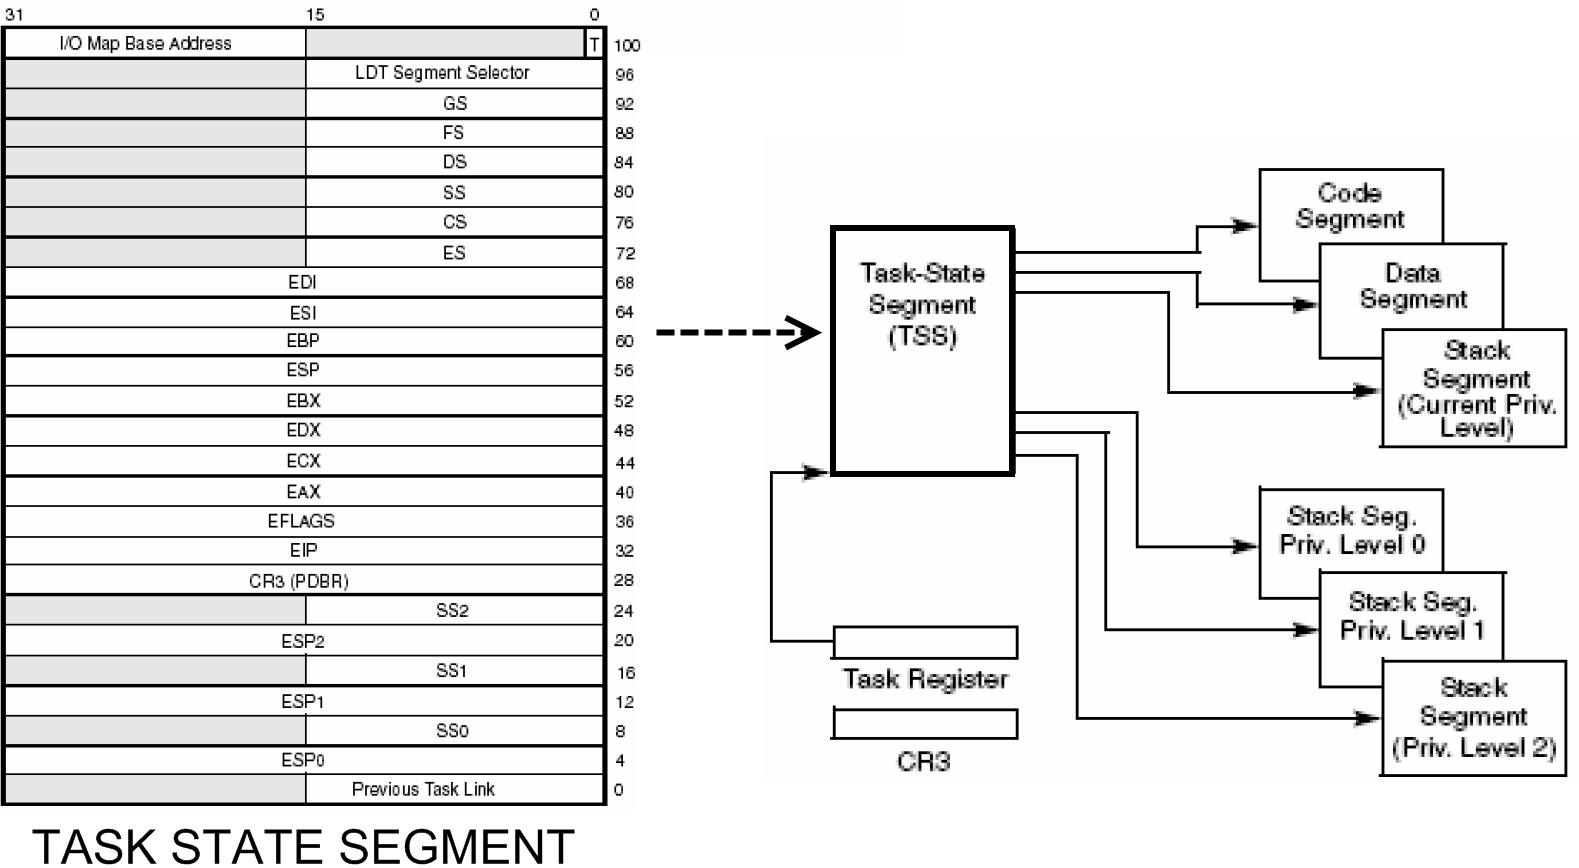 31 15 0
I/O Map Base Address T 100
LDT Segment Selector 96
GS 92
FS 88
DS 84
SS 80
CS 76
ES 72
EDI 68
ESI 64
EBP 60
ESP 56
EBX 52
EDX 48
ECX 44
EAX 40
EFLAGS 36
EIP 32
CR3 (PDBR) 28
SS2 24
ESP2 20
SS1 16
ESP1 12
SS0 8
ESP0 4
Previous Task Link 0
TASK STATE SEGMENT
Task-State
Segment
(TSS)
Task Register
CR3
Code
Segment
Data
Segment
Stack
Segment
(Current Priv.
Level)
Stack Seg.
Priv. Level 0
Stack Seg.
Priv. Level 1
Stack
Segment
(Priv. Level 2)